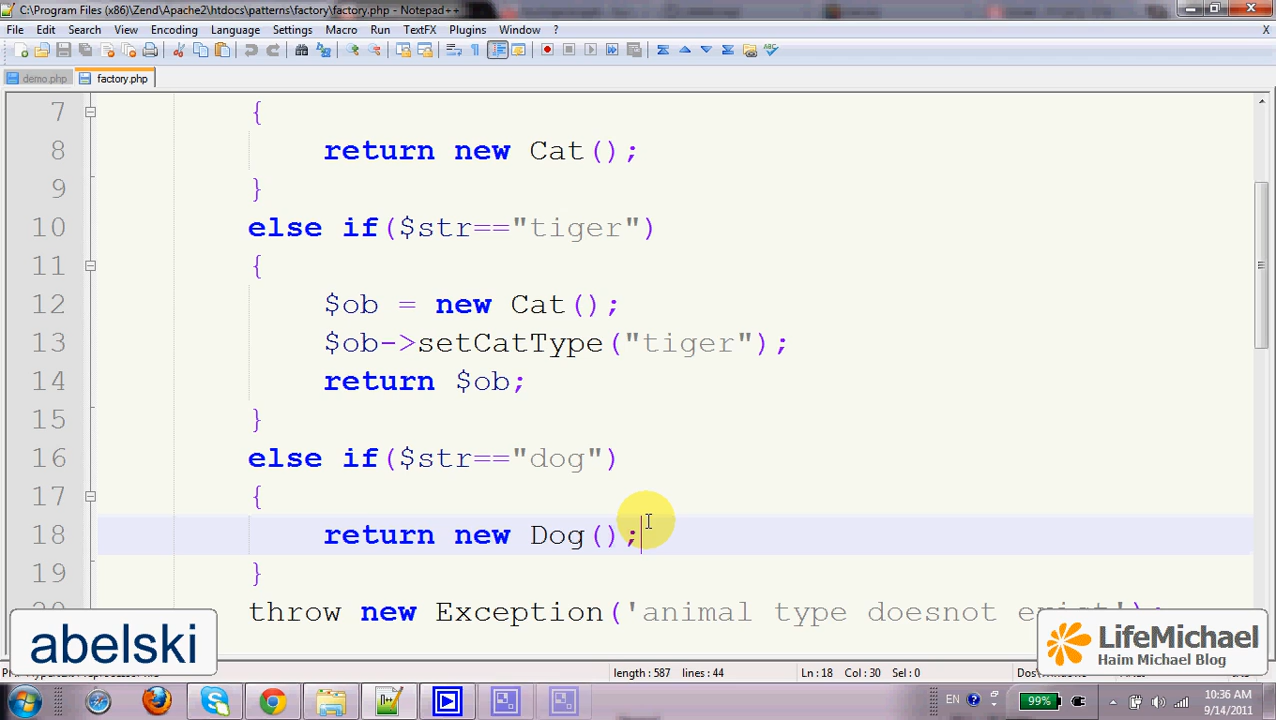 C:\Program Files (x86)\Zend\Apache2\htdocs\patterns\factory\factory.php - Notepad++
File Edit Search View Encoding Language Settings Macro Run TextFX Plugins Window ? X
demo.php factory.php
7 {
8 return new Cat();
9 }
10 else if($str=="tiger")
11 {
12 $ob = new Cat();
13 $ob->setCatType("tiger");
14 return $ob;
15 }
16 else if($str=="dog")
17 {
18 return new Dog();
19 }
throw new Exception('animal type doesnot exist');
abelski
LifeMichael
Haim Michael Blog
length : 587 lines : 44 Ln : 18 Col : 30 Sel : 0
EN 99% 10:36 AM
9/14/2011